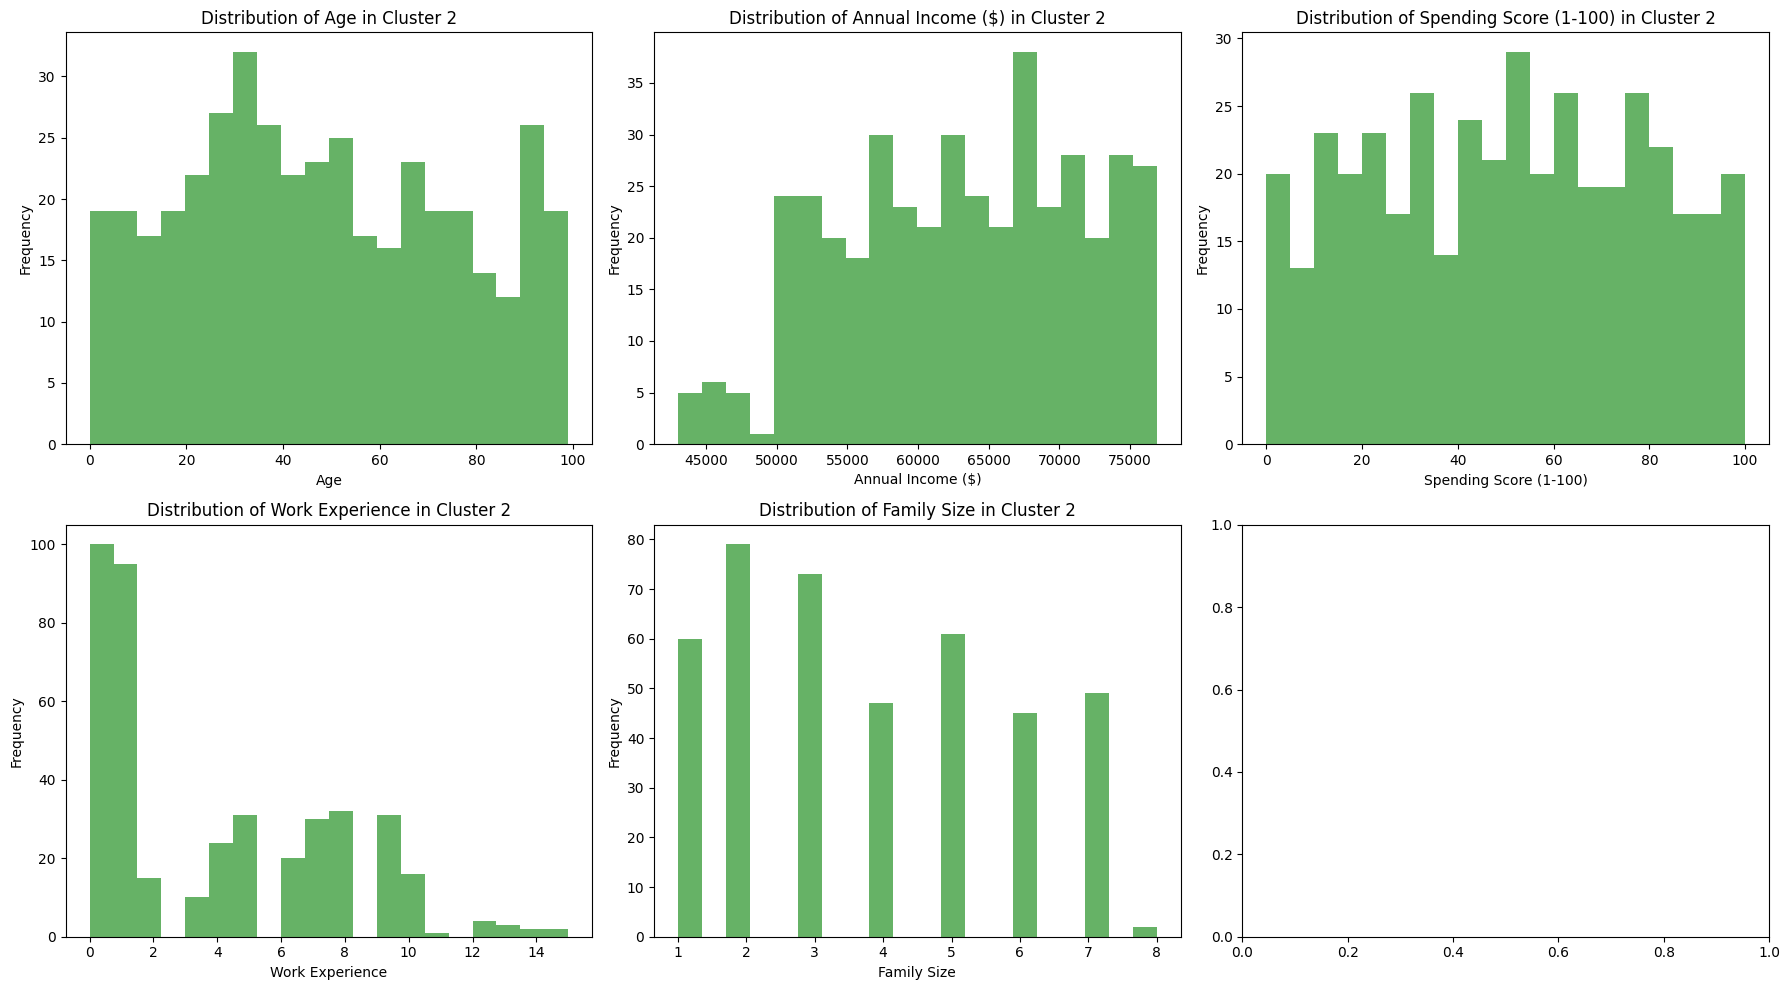 Distribution of Age in Cluster 2
Frequency
30
25
20
15
10
5
0
0 20 40 60 80 100
Age
Distribution of Annual Income ($) in Cluster 2
Frequency
35
30
25
20
15
10
5
0
45000 50000 55000 60000 65000 70000 75000
Annual Income ($)
Distribution of Spending Score (1-100) in Cluster 2
Frequency
30
25
20
15
10
5
0
0 20 40 60 80 100
Spending Score (1-100)
Distribution of Work Experience in Cluster 2
Frequency
100
80
60
40
20
0
0 2 4 6 8 10 12 14
Work Experience
Distribution of Family Size in Cluster 2
Frequency
80
70
60
50
40
30
20
10
0
1 2 3 4 5 6 7 8
Family Size
1.0
0.8
0.6
0.4
0.2
0.0
0.0 0.2 0.4 0.6 0.8 1.0